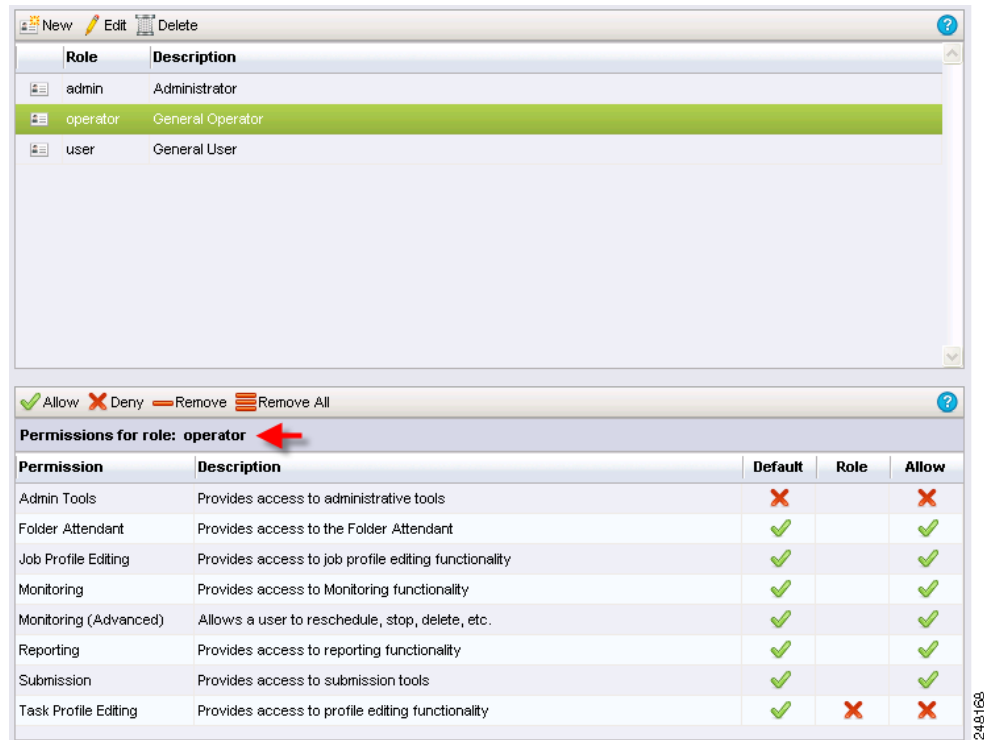 New Edit Delete
Role Description
admin Administrator
operator General Operator
user General User
Allow Deny Remove Remove All
Permissions for role: operator
Permission Description Default Role Allow
Admin Tools Provides access to administrative tools
Folder Attendant Provides access to the Folder Attendant
Job Profile Editing Provides access to job profile editing functionality
Monitoring Provides access to Monitoring functionality
Monitoring (Advanced) Allows a user to reschedule, stop, delete, etc.
Reporting Provides access to reporting functionality
Submission Provides access to submission tools
Task Profile Editing Provides access to profile editing functionality
248168